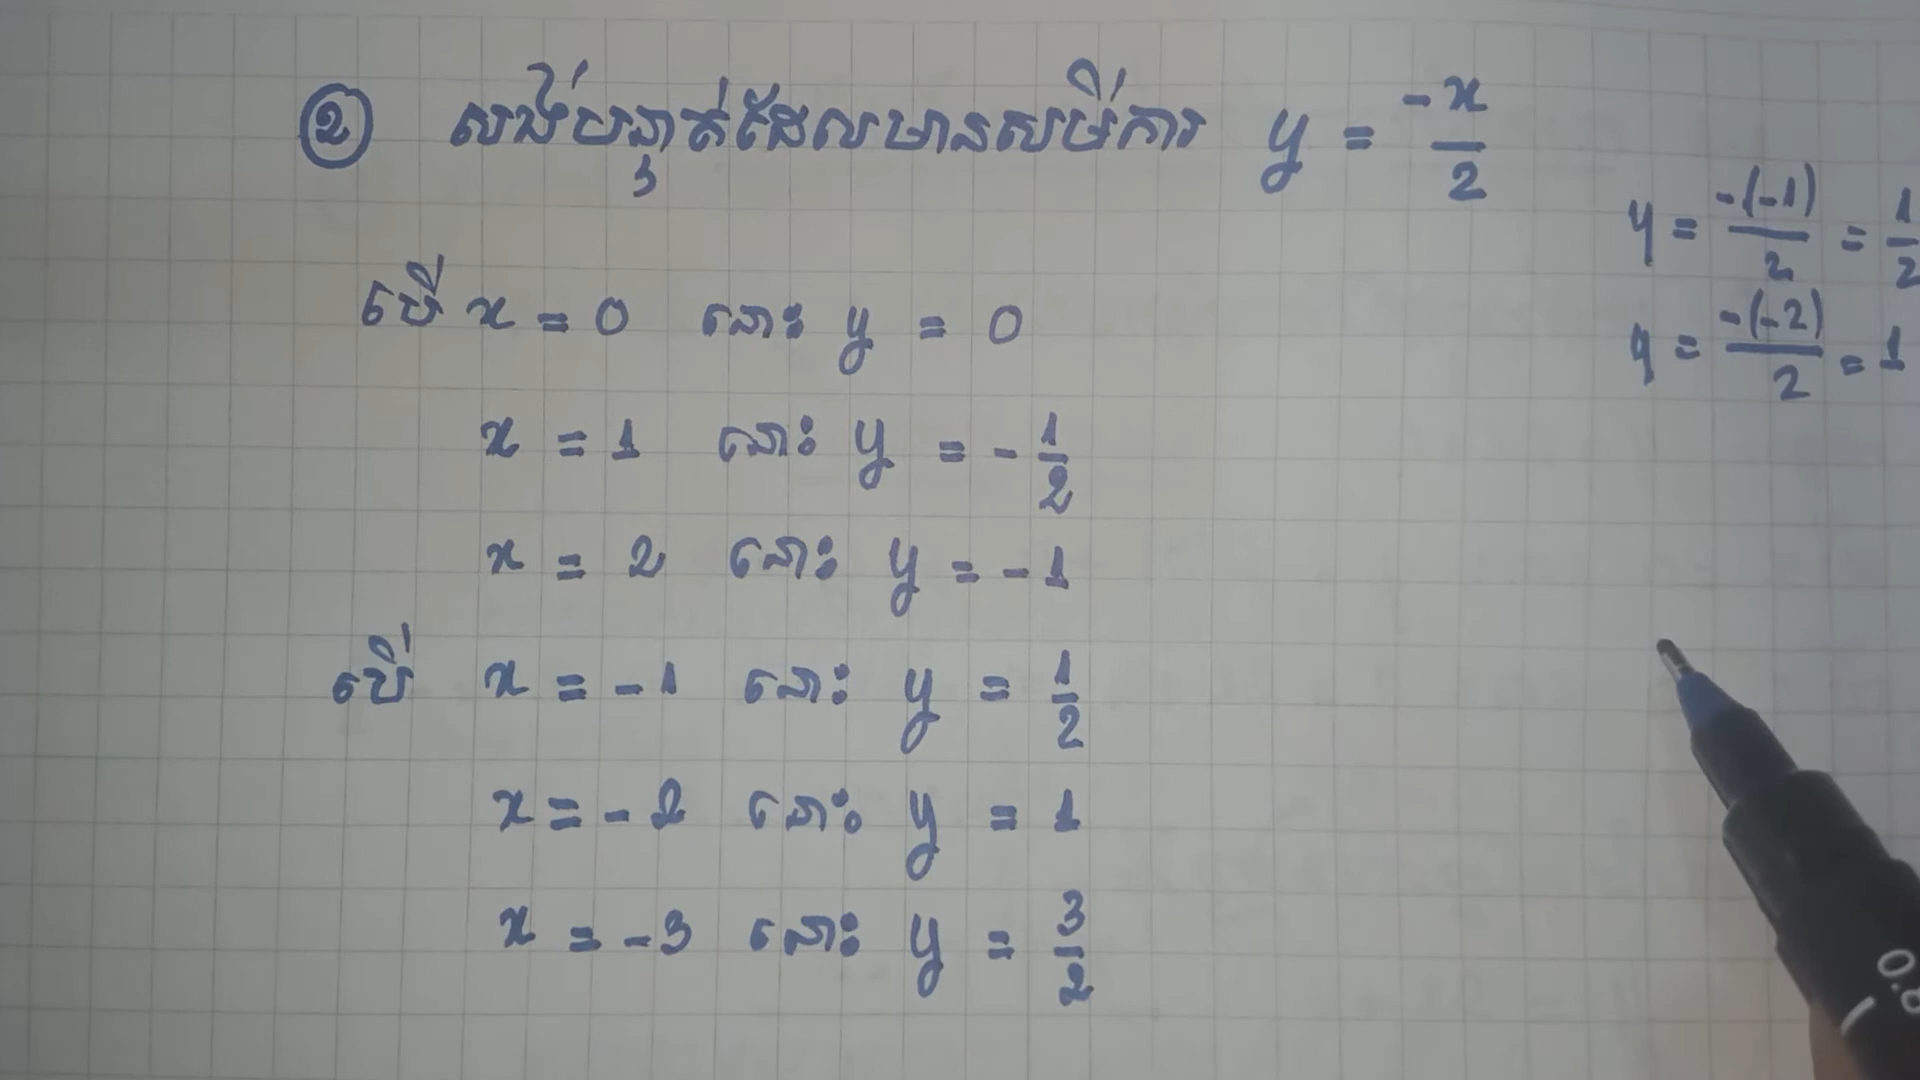 ② សង់បន្ទាត់ដែលមានសមីការ y = -x/2
បើ x = 0 នោះ y = 0
x = 1 នោះ y = - 1/2
x = 2 នោះ y = - 1
បើ x = - 1 នោះ y = 1/2
x = - 2 នោះ y = 1
x = - 3 នោះ y = 3/2
y = -(-1)/2 = 1/2
y = -(-2)/2 = 1
0.8